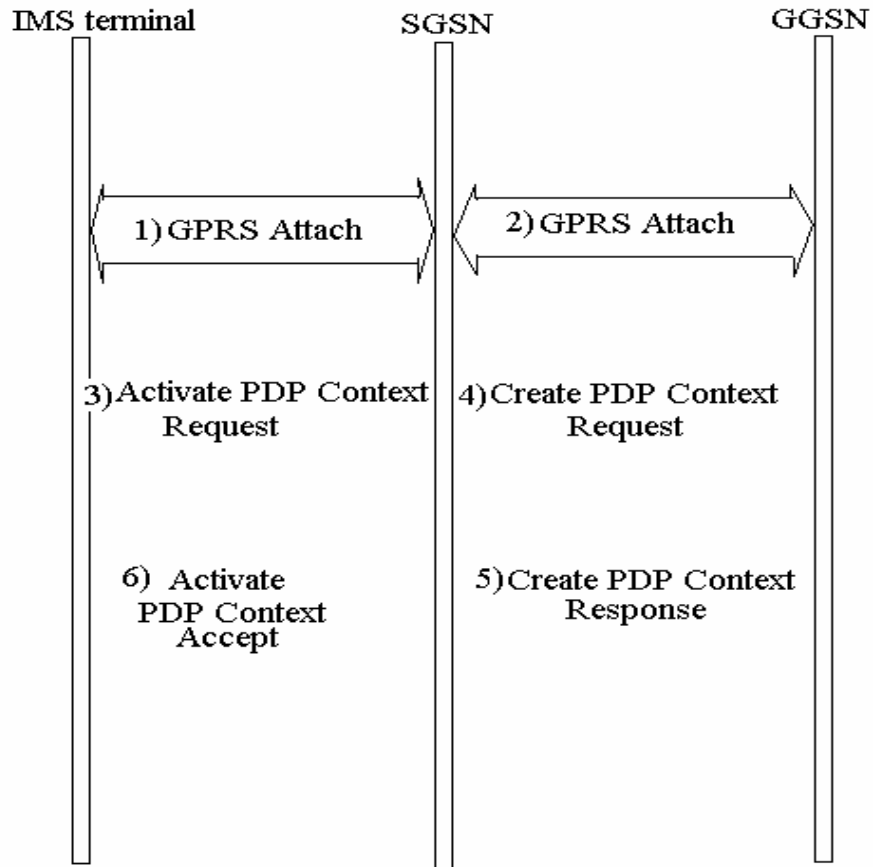 IMS terminal
SGSN
GGSN
1) GPRS Attach
2) GPRS Attach
3) Activate PDP Context
Request
4) Create PDP Context
Request
6) Activate
PDP Context
Accept
5) Create PDP Context
Response